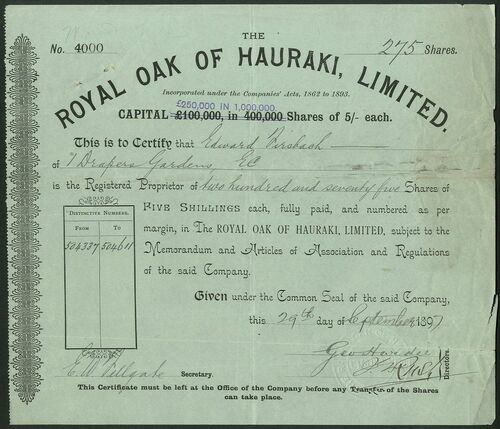 THE
No. 4000
275 Shares.
ROYAL OAK OF HAURAKI, LIMITED.
Incorporated under the Companies' Acts, 1862 to 1893.
£250,000 IN 1,000,000
CAPITAL £100,000, in 400,000 Shares of 5/- each.
This is to Certify that Edward
of Drapers Gardens, EC
is the Registered Proprietor of two hundred and seventy five Shares of
FIVE SHILLINGS each, fully paid, and numbered as per
margin, in The ROYAL OAK OF HAURAKI, LIMITED, subject to the
Memorandum and Articles of Association and Regulations
of the said Company.
DISTINCTIVE NUMBERS.
FROM TO
504337 504611
Given under the Common Seal of the said Company,
this 29th day of September 1897
Directors.
Secretary.
This Certificate must be left at the Office of the Company before any Transfer of the Shares
can take place.